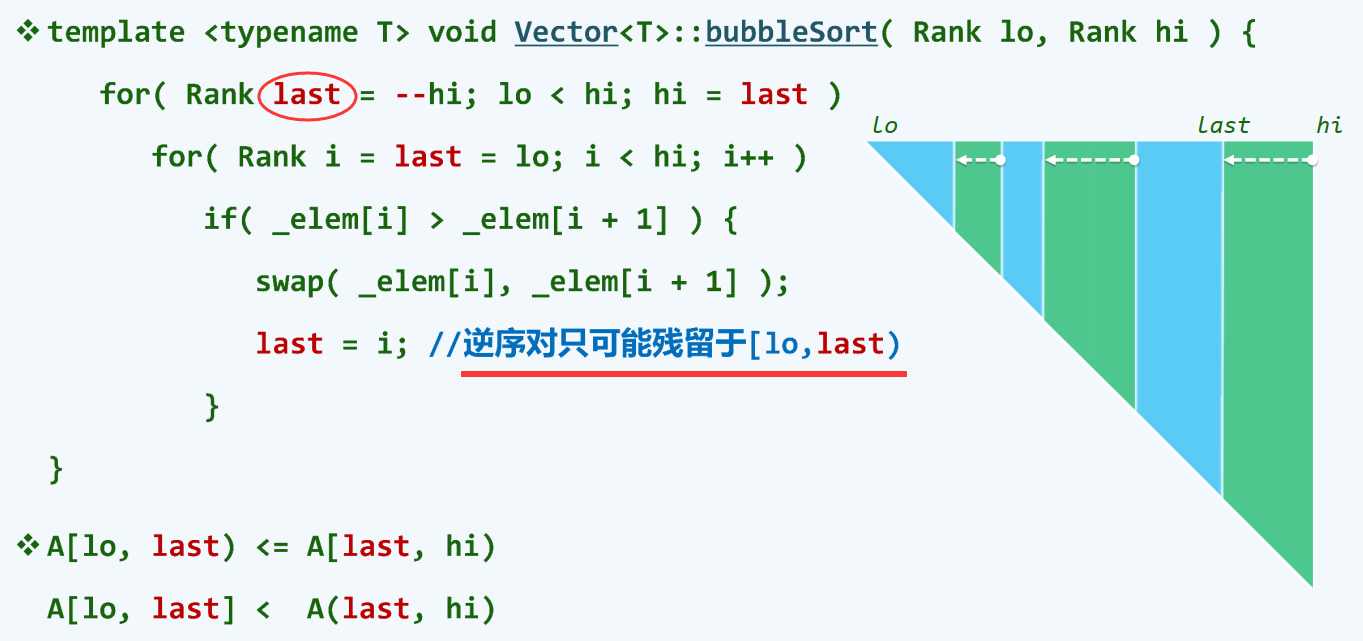 ❖ template <typename T> void Vector<T>::bubbleSort( Rank lo, Rank hi ) {
for( Rank last = --hi; lo < hi; hi = last )
lo last hi
for( Rank i = last = lo; i < hi; i++ )
if( _elem[i] > _elem[i + 1] ) {
swap( _elem[i], _elem[i + 1] );
last = i; //逆序对只可能残留于[lo,last)
}
}
❖ A[lo, last) <= A[last, hi)
A[lo, last] < A(last, hi)